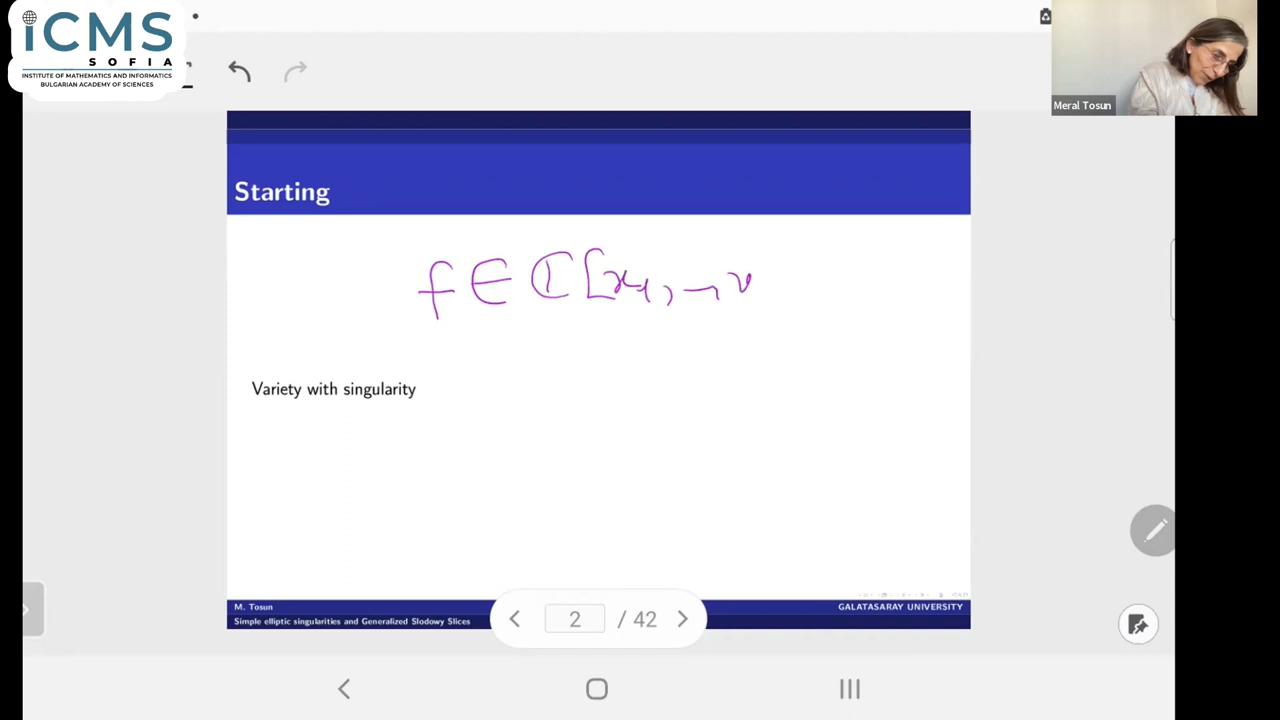 iCMS
SOFIA
INSTITUTE OF MATHEMATICS AND INFORMATICS
BULGARIAN ACADEMY OF SCIENCES
Meral Tosun
Starting
f ∈ ℂ[x₁, …,
Variety with singularity
M. Tosun
GALATASARAY UNIVERSITY
Simple elliptic singularities and Generalized Slodowy Slices
2 / 42